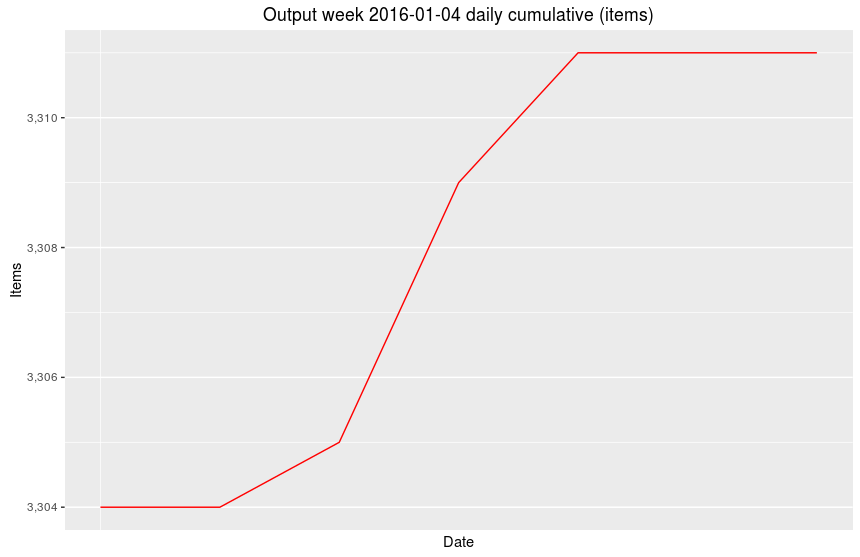 Output week 2016-01-04 daily cumulative (items)
3,310
3,308
3,306
3,304
Items
Date